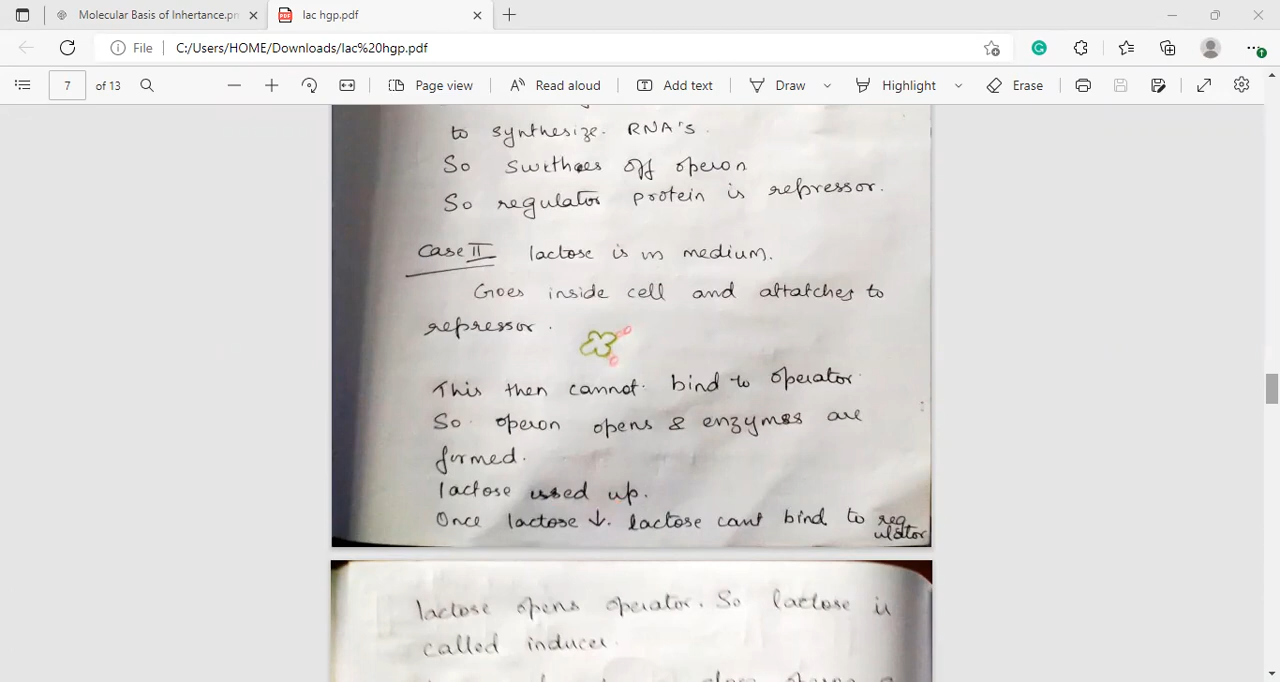 Molecular Basis of Inhertance.pr
lac hgp.pdf
File
C:/Users/HOME/Downloads/lac%20hgp.pdf
7 of 13
Page view
Read aloud
Add text
Draw
Highlight
Erase
to synthesize. RNA's.
So swithces off operon
So regulator protein is repressor.
Case II lactose is in medium.
Goes inside cell and attatches to
repressor.
This then cannot. bind to operator.
So operon opens & enzymes are
formed.
lactose used up.
Once lactose ↓. lactose cant bind to reg
ulator
lactose opens operator. So lactose is
called inducer.